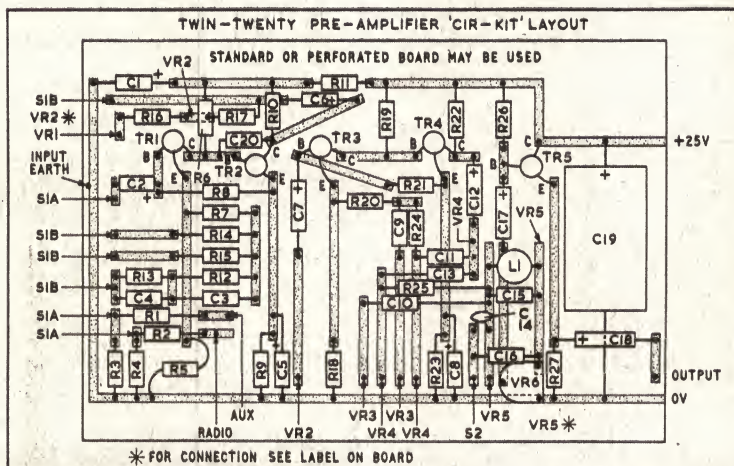 TWIN-TWENTY PRE-AMPLIFIER 'CIR-KIT' LAYOUT
STANDARD OR PERFORATED BOARD MAY BE USED
VR2
C1 + R11
S1B
C6+
VR2 *
R16
R17
R10
R19
R22
R26
VR1
TR1
C20
TR3
TR4
C
+25V
B
C
C
B
C
B
C
B
TR5
INPUT
EARTH
TR2
B
E
E
E
E
E
C2
R6
R8
S1A
R7
C7
R20
R21
C9
R24
C12
VR4
C17
VR5
C19
S1B
R14
S1B
R15
C11
L1
R13
R12
C13
S1B
R25
C4
C3
C10
C15
S1A
R1
C
14
S1A
R2
C18
R3
R4
R5
R9
C5
R18
R23
C8
C16
VR6
R27
OUTPUT
0V
AUX
RADIO
VR2
VR3
VR3
VR4
VR4
S2
VR5
VR5 *
* FOR CONNECTION SEE LABEL ON BOARD